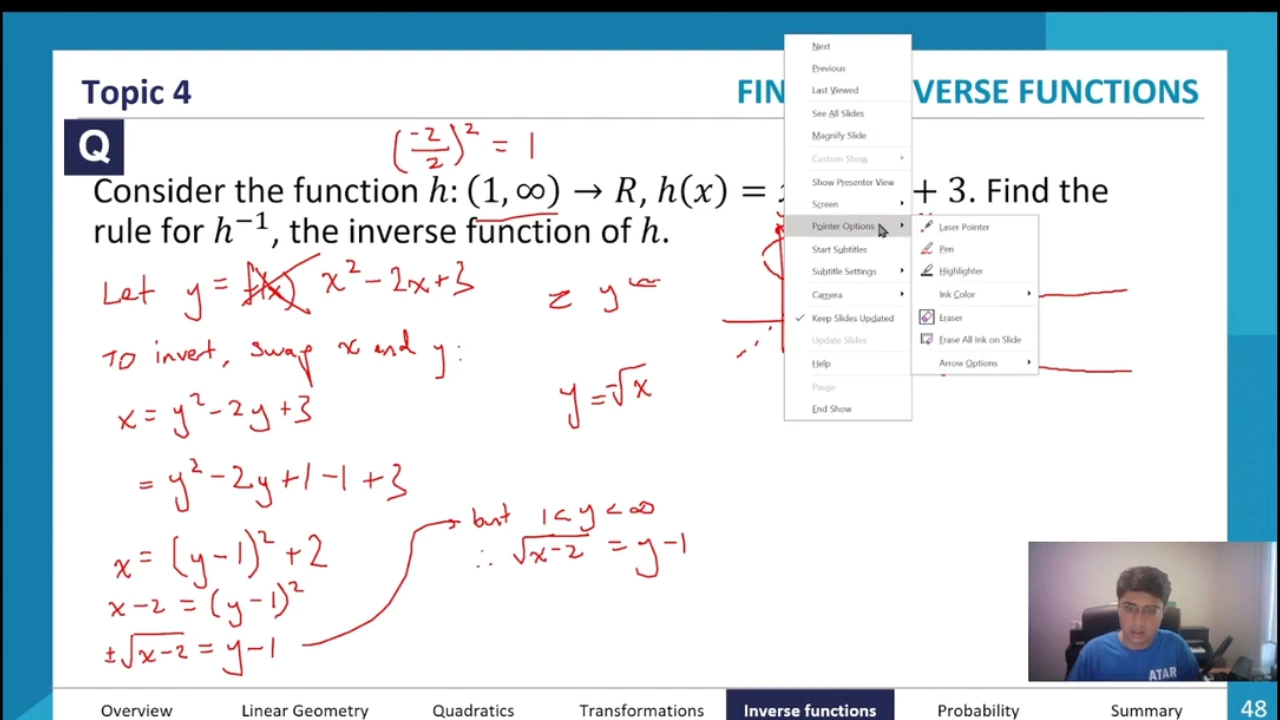 Topic 4
FIN VERSE FUNCTIONS
Q
(-2/2)² = 1
Consider the function h: (1, ∞) → R, h(x) = + 3. Find the
rule for h⁻¹, the inverse function of h.
Let y = f(x) x² - 2x + 3
To invert, swap x and y:
x = y² - 2y + 3
= y² - 2y + 1 - 1 + 3
x = (y - 1)² + 2
x - 2 = (y - 1)²
±√(x - 2) = y - 1
y
y = -√x
but 1 < y < ∞
∴ √(x - 2) = y - 1
Next
Previous
Last Viewed
See All Slides
Magnify Slide
Custom Show
Show Presenter View
Screen
Pointer Options
Start Subtitles
Subtitle Settings
Camera
Keep Slides Updated
Update Slides
Help
Pause
End Show
Laser Pointer
Pen
Highlighter
Ink Color
Eraser
Erase All Ink on Slide
Arrow Options
ATAR
Overview
Linear Geometry
Quadratics
Transformations
Inverse functions
Probability
Summary
48